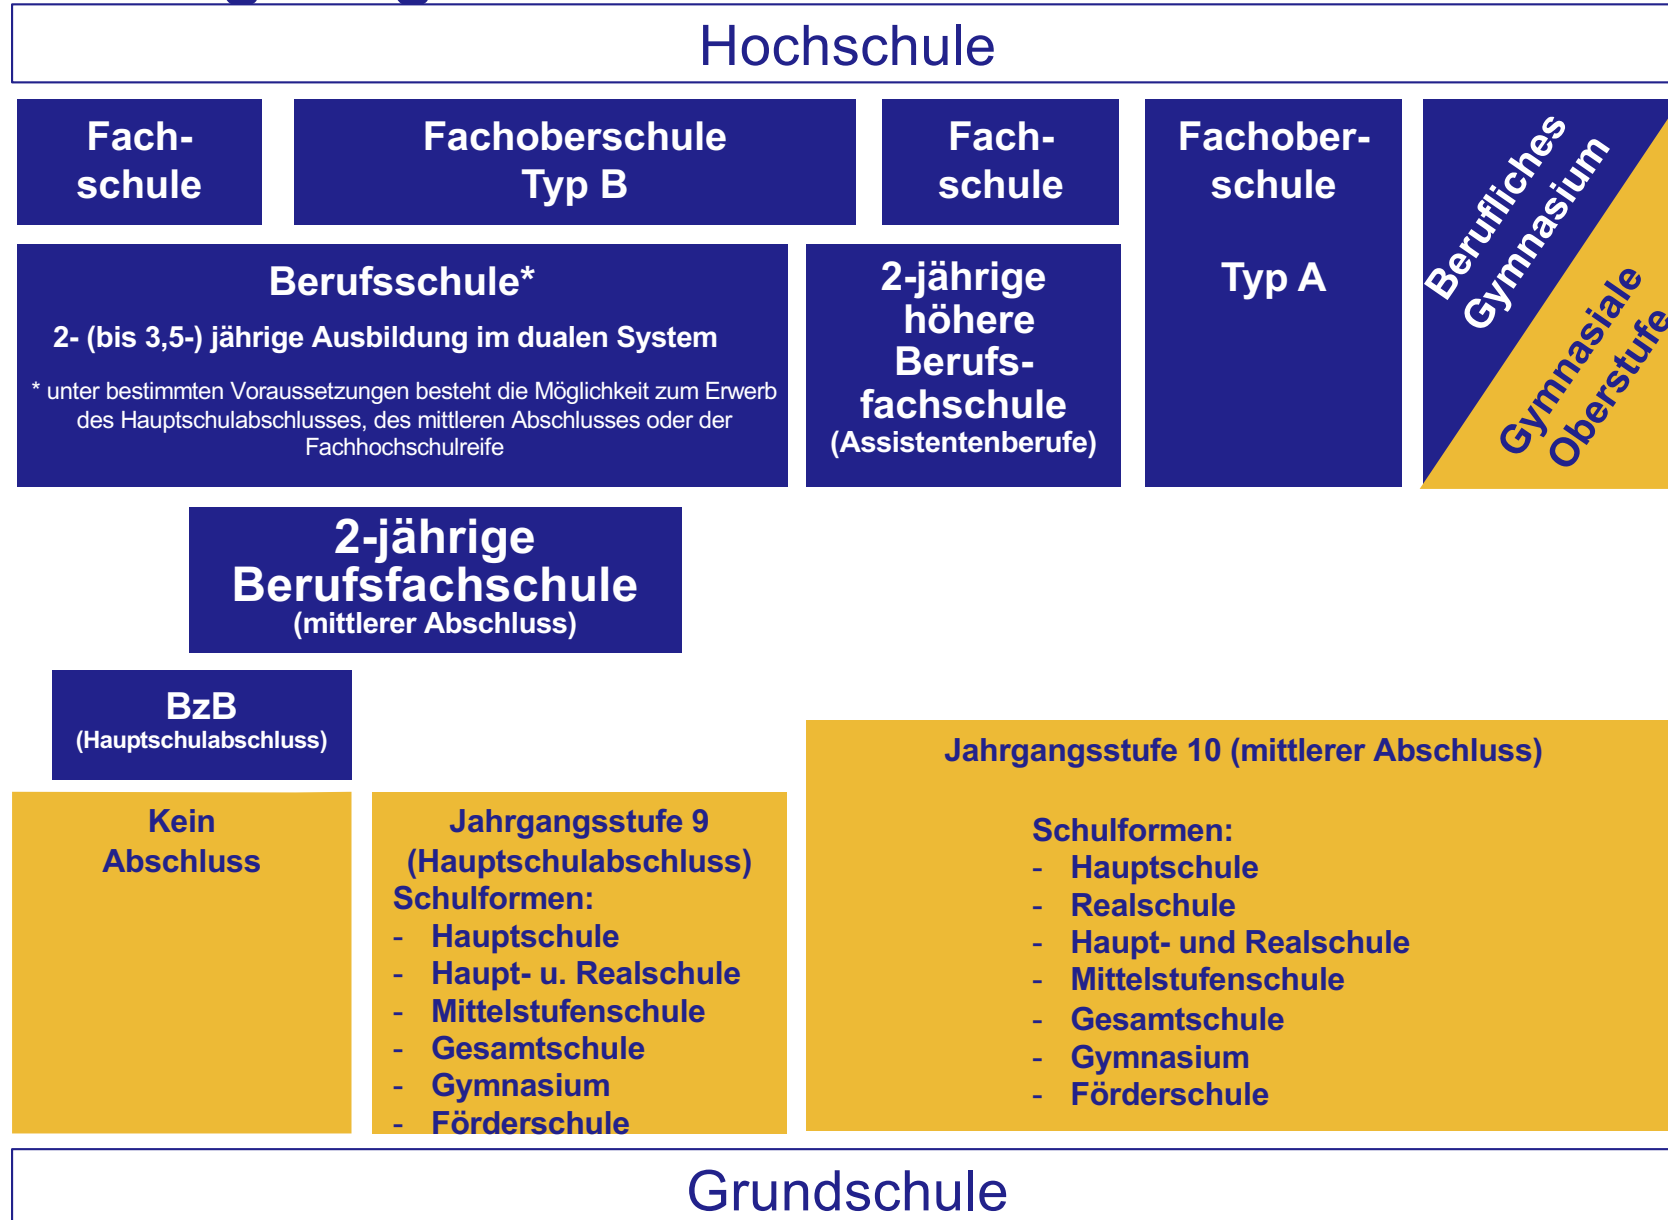 Hochschule
Fach-
schule
Fachoberschule
Typ B
Fach-
schule
Fachober-
schule
Typ A
Berufliches
Gymnasium
Gymnasiale
Oberstufe
Berufsschule*
2- (bis 3,5-) jährige Ausbildung im dualen System
* unter bestimmten Voraussetzungen besteht die Möglichkeit zum Erwerb
des Hauptschulabschlusses, des mittleren Abschlusses oder der
Fachhochschulreife
2-jährige
höhere
Berufs-
fachschule
(Assistentenberufe)
2-jährige
Berufsfachschule
(mittlerer Abschluss)
BzB
(Hauptschulabschluss)
Kein
Abschluss
Jahrgangsstufe 9
(Hauptschulabschluss)
Schulformen:
- Hauptschule
- Haupt- u. Realschule
- Mittelstufenschule
- Gesamtschule
- Gymnasium
- Förderschule
Jahrgangsstufe 10 (mittlerer Abschluss)
Schulformen:
- Hauptschule
- Realschule
- Haupt- und Realschule
- Mittelstufenschule
- Gesamtschule
- Gymnasium
- Förderschule
Grundschule